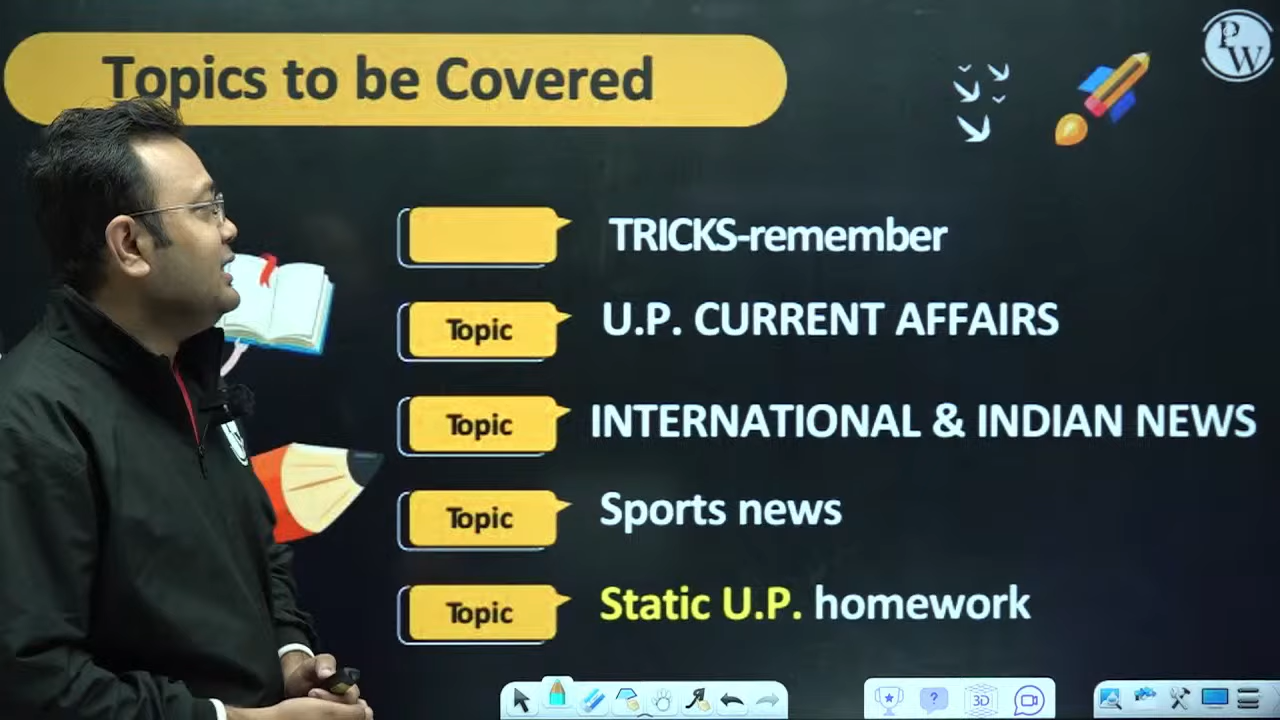 Topics to be Covered
PW
TRICKS-remember
Topic U.P. CURRENT AFFAIRS
Topic INTERNATIONAL & INDIAN NEWS
Topic Sports news
Topic Static U.P. homework
?
3D